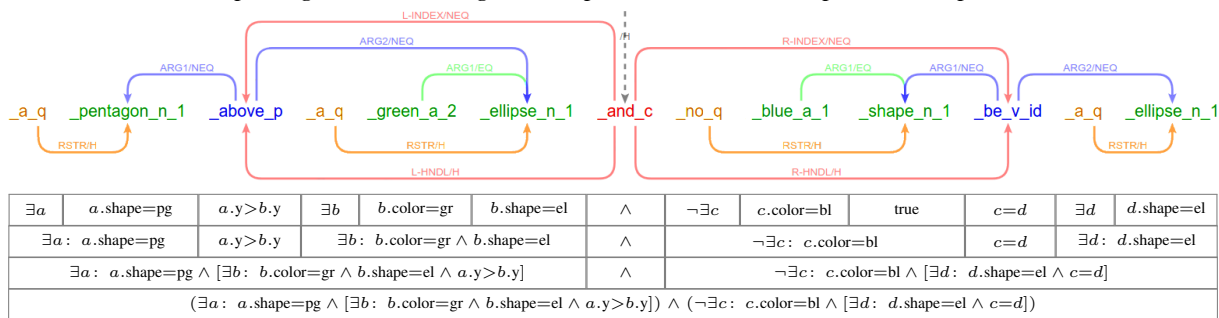 L-INDEX/NEQ
/H
ARG2/NEQ R-INDEX/NEQ
ARG1/NEQ ARG1/EQ ARG1/EQ ARG1/NEQ ARG2/NEQ
_a_q _pentagon_n_1 _above_p _a_q _green_a_2 _ellipse_n_1 _and_c _no_q _blue_a_1 _shape_n_1 _be_v_id _a_q _ellipse_n_1
RSTR/H RSTR/H RSTR/H RSTR/H
L-HNDL/H R-HNDL/H
∃a a.shape=pg a.y>b.y ∃b b.color=gr b.shape=el ∧ ¬∃c c.color=bl true c=d ∃d d.shape=el
∃a: a.shape=pg a.y>b.y ∃b: b.color=gr ∧ b.shape=el ∧ ¬∃c: c.color=bl c=d ∃d: d.shape=el
∃a: a.shape=pg ∧ [∃b: b.color=gr ∧ b.shape=el ∧ a.y>b.y] ∧ ¬∃c: c.color=bl ∧ [∃d: d.shape=el ∧ c=d]
(∃a: a.shape=pg ∧ [∃b: b.color=gr ∧ b.shape=el ∧ a.y>b.y]) ∧ (¬∃c: c.color=bl ∧ [∃d: d.shape=el ∧ c=d])